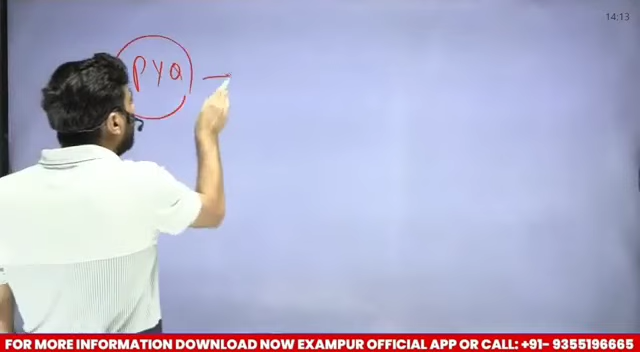 14:13
PYQ -
FOR MORE INFORMATION DOWNLOAD NOW EXAMPUR OFFICIAL APP OR CALL: +91- 9355196665